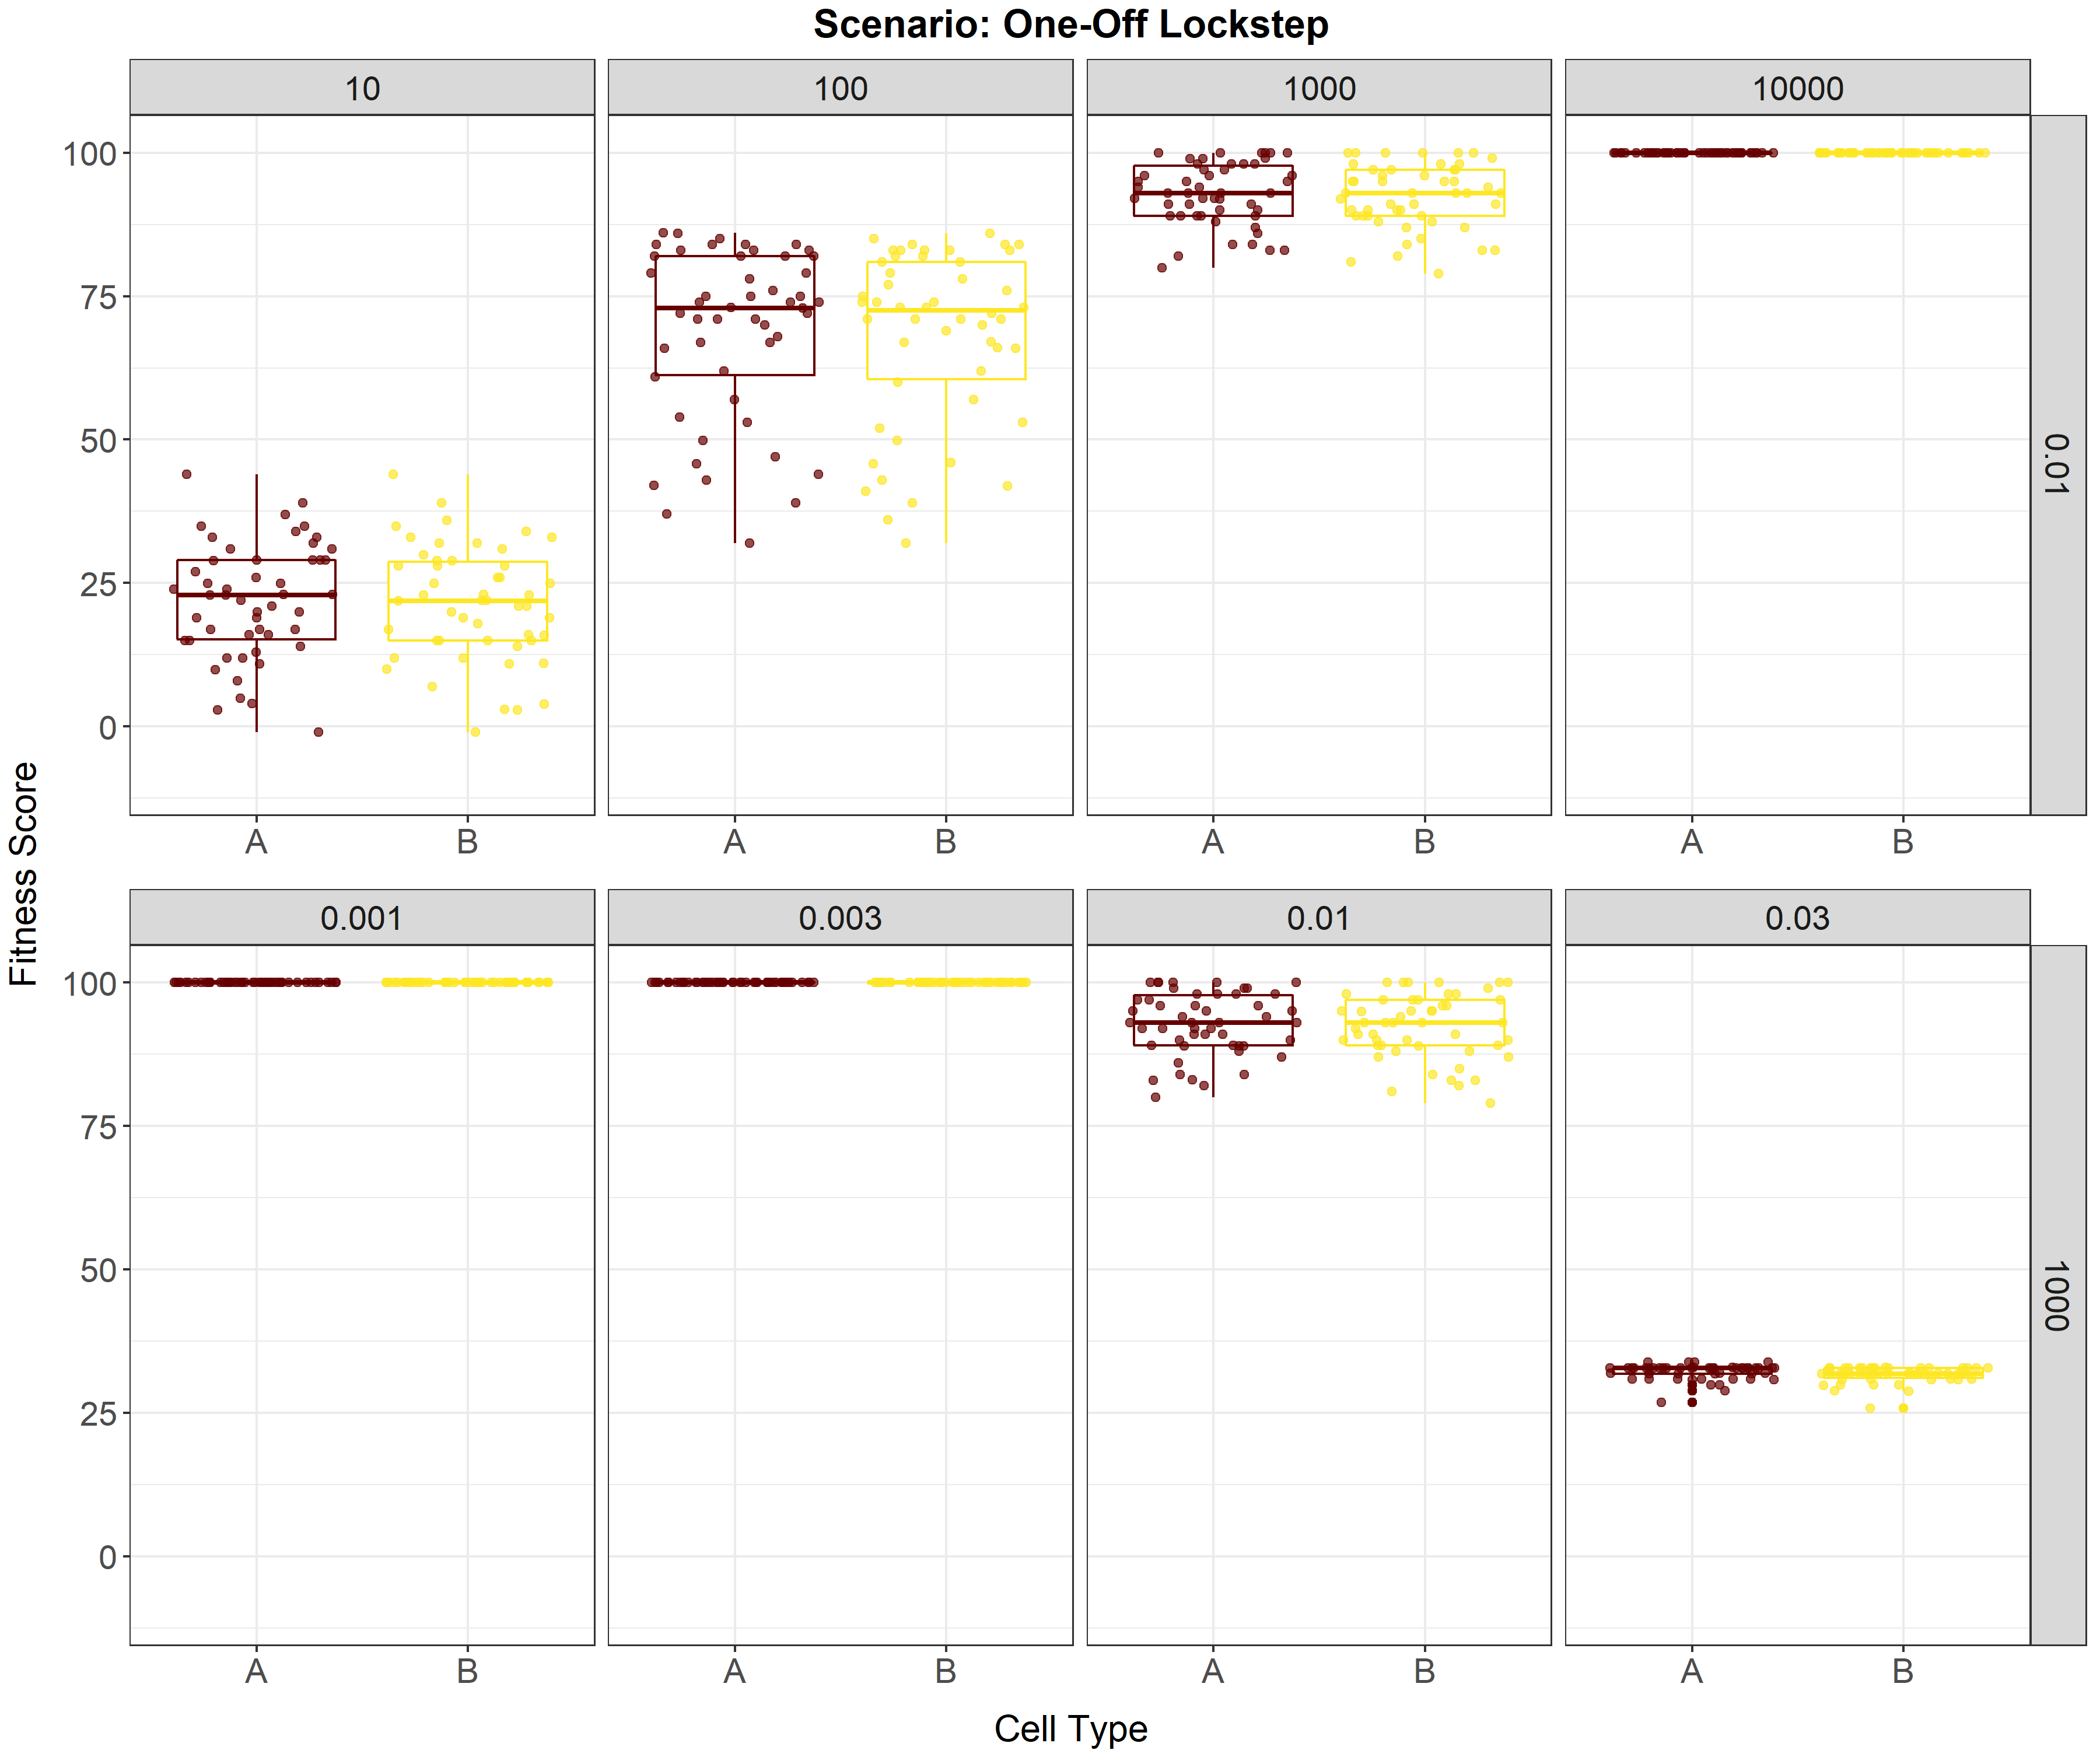 Scenario: One-Off Lockstep
10 100 1000 10000
100
75
50
25
0
0.01
A B A B A B A B
Fitness Score
0.001 0.003 0.01 0.03
100
75
50
25
0
1000
A B A B A B A B
Cell Type